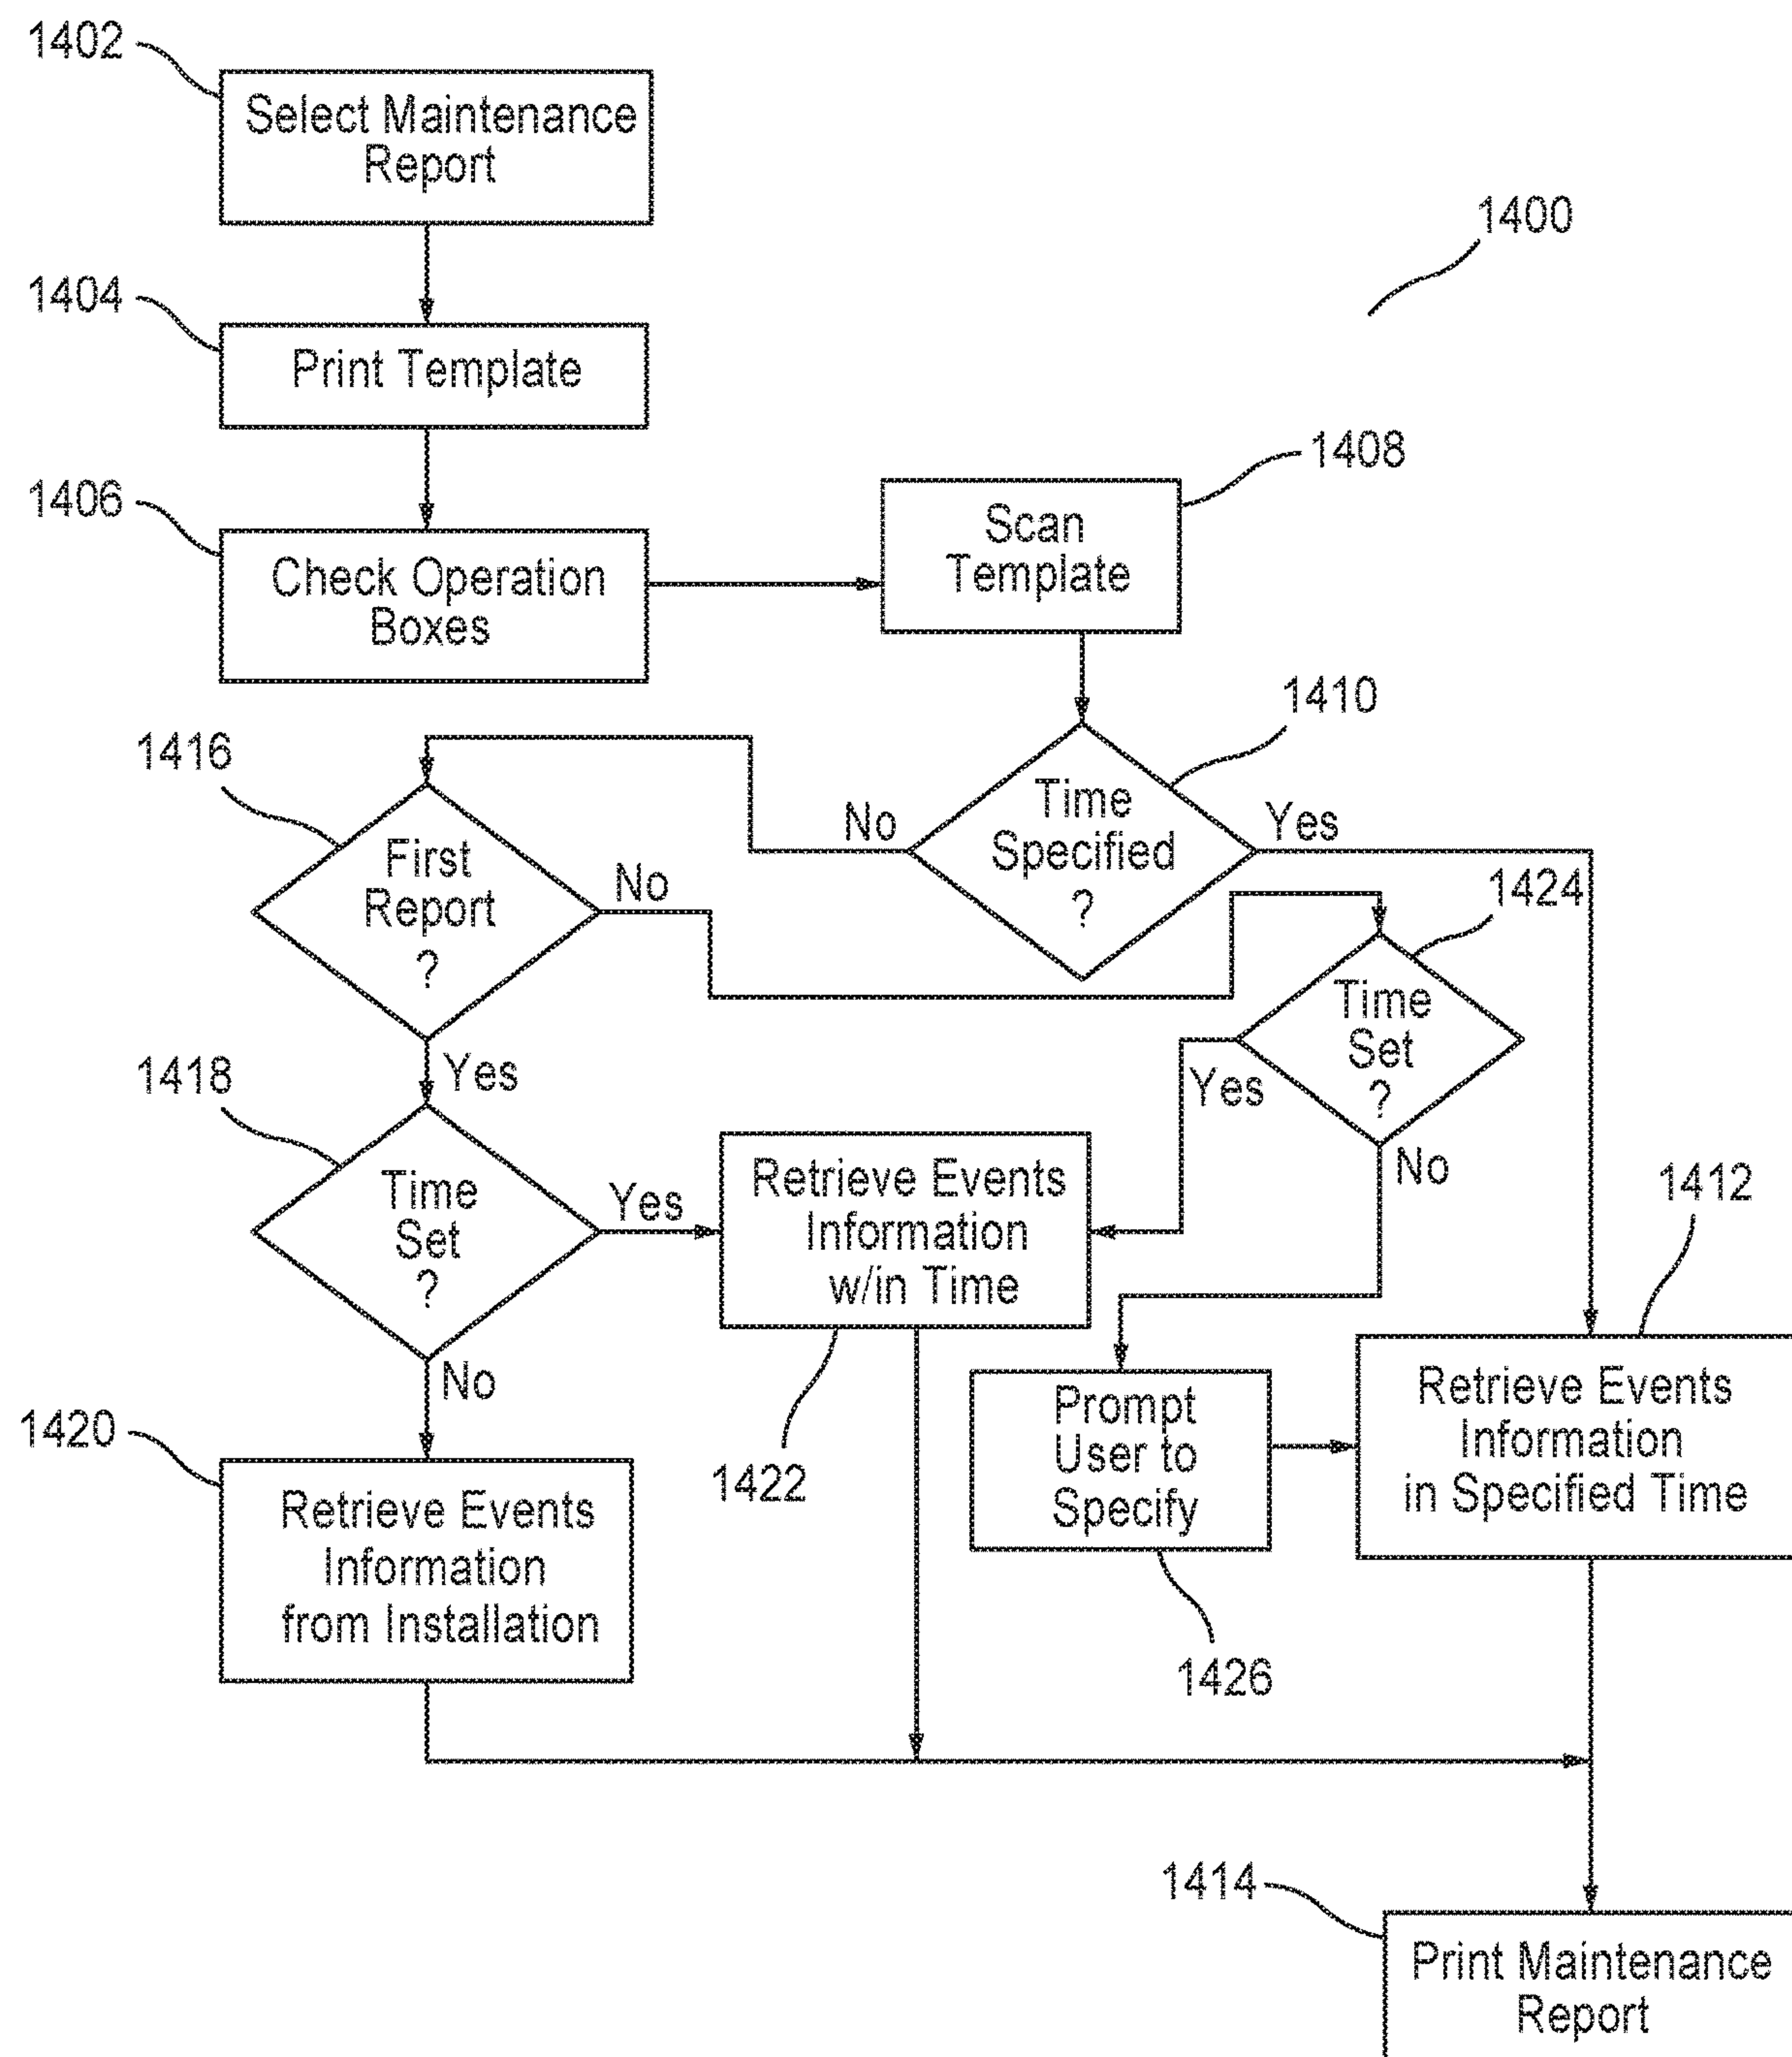 1402
Select Maintenance
Report
1400
1404
Print Template
1408
1406
Check Operation
Boxes
Scan
Template
1410
1416
Time
Specified
?
No
Yes
First
Report
?
No
1424
Yes
Time
Set
?
Yes
No
1418
Time
Set
?
Yes
No
Retrieve Events
Information
w/in Time
1422
1412
Prompt
User to
Specify
1426
Retrieve Events
Information
in Specified Time
1420
Retrieve Events
Information
from Installation
1414
Print Maintenance
Report